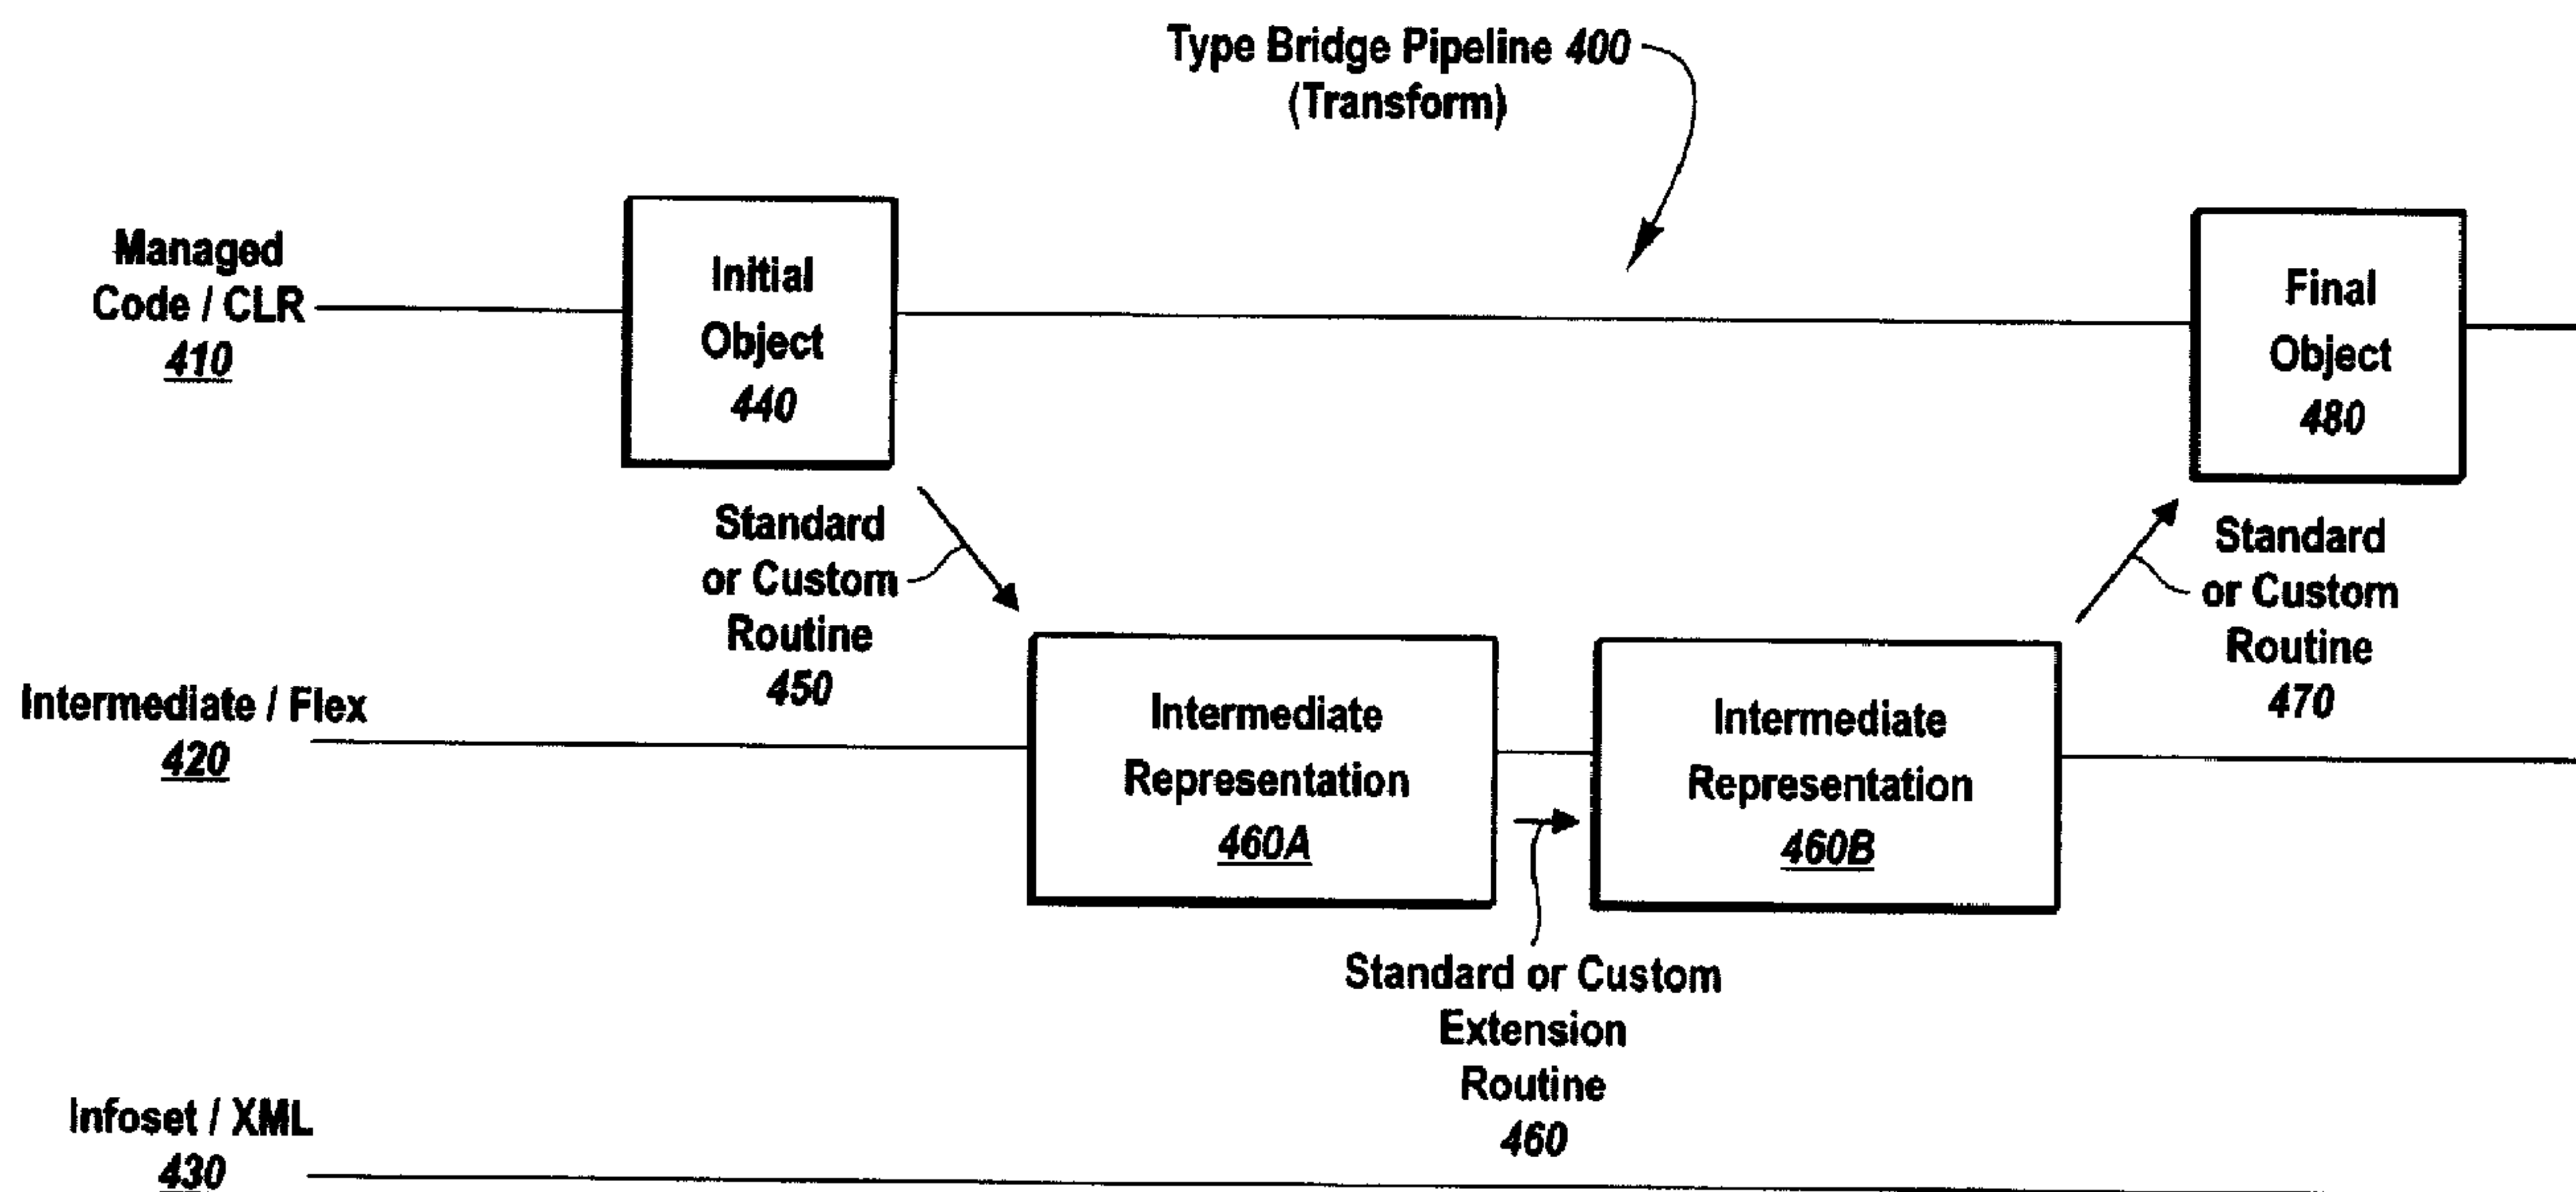 Type Bridge Pipeline 400
(Transform)
Managed
Code / CLR
410
Initial
Object
440
Final
Object
480
Standard
or Custom
Routine
450
Standard
or Custom
Routine
470
Intermediate / Flex
420
Intermediate
Representation
460A
Intermediate
Representation
460B
Standard or Custom
Extension
Routine
460
Infoset / XML
430